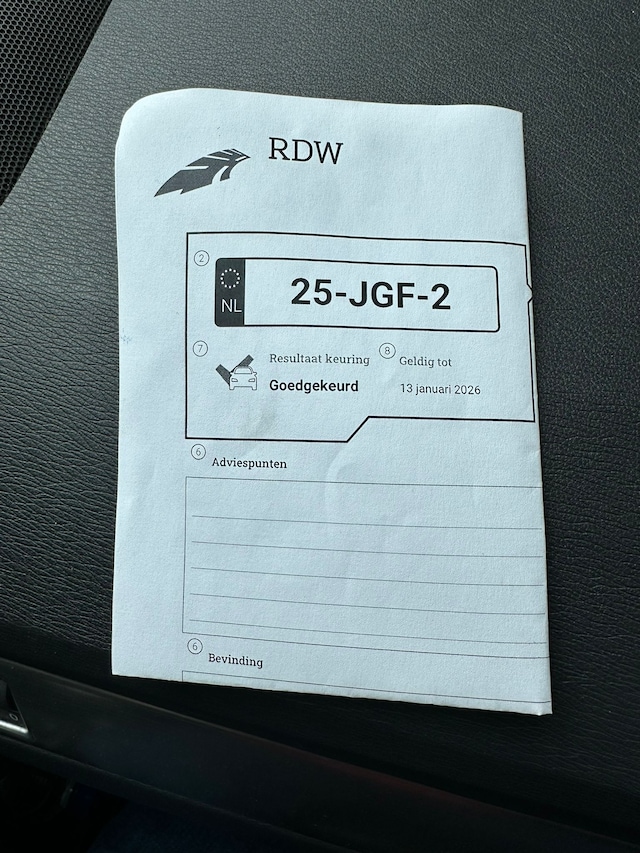 RDW
2
NL
25-JGF-2
7
Resultaat keuring
Goedgekeurd
8
Geldig tot
13 januari 2026
6
Adviespunten
6
Bevinding